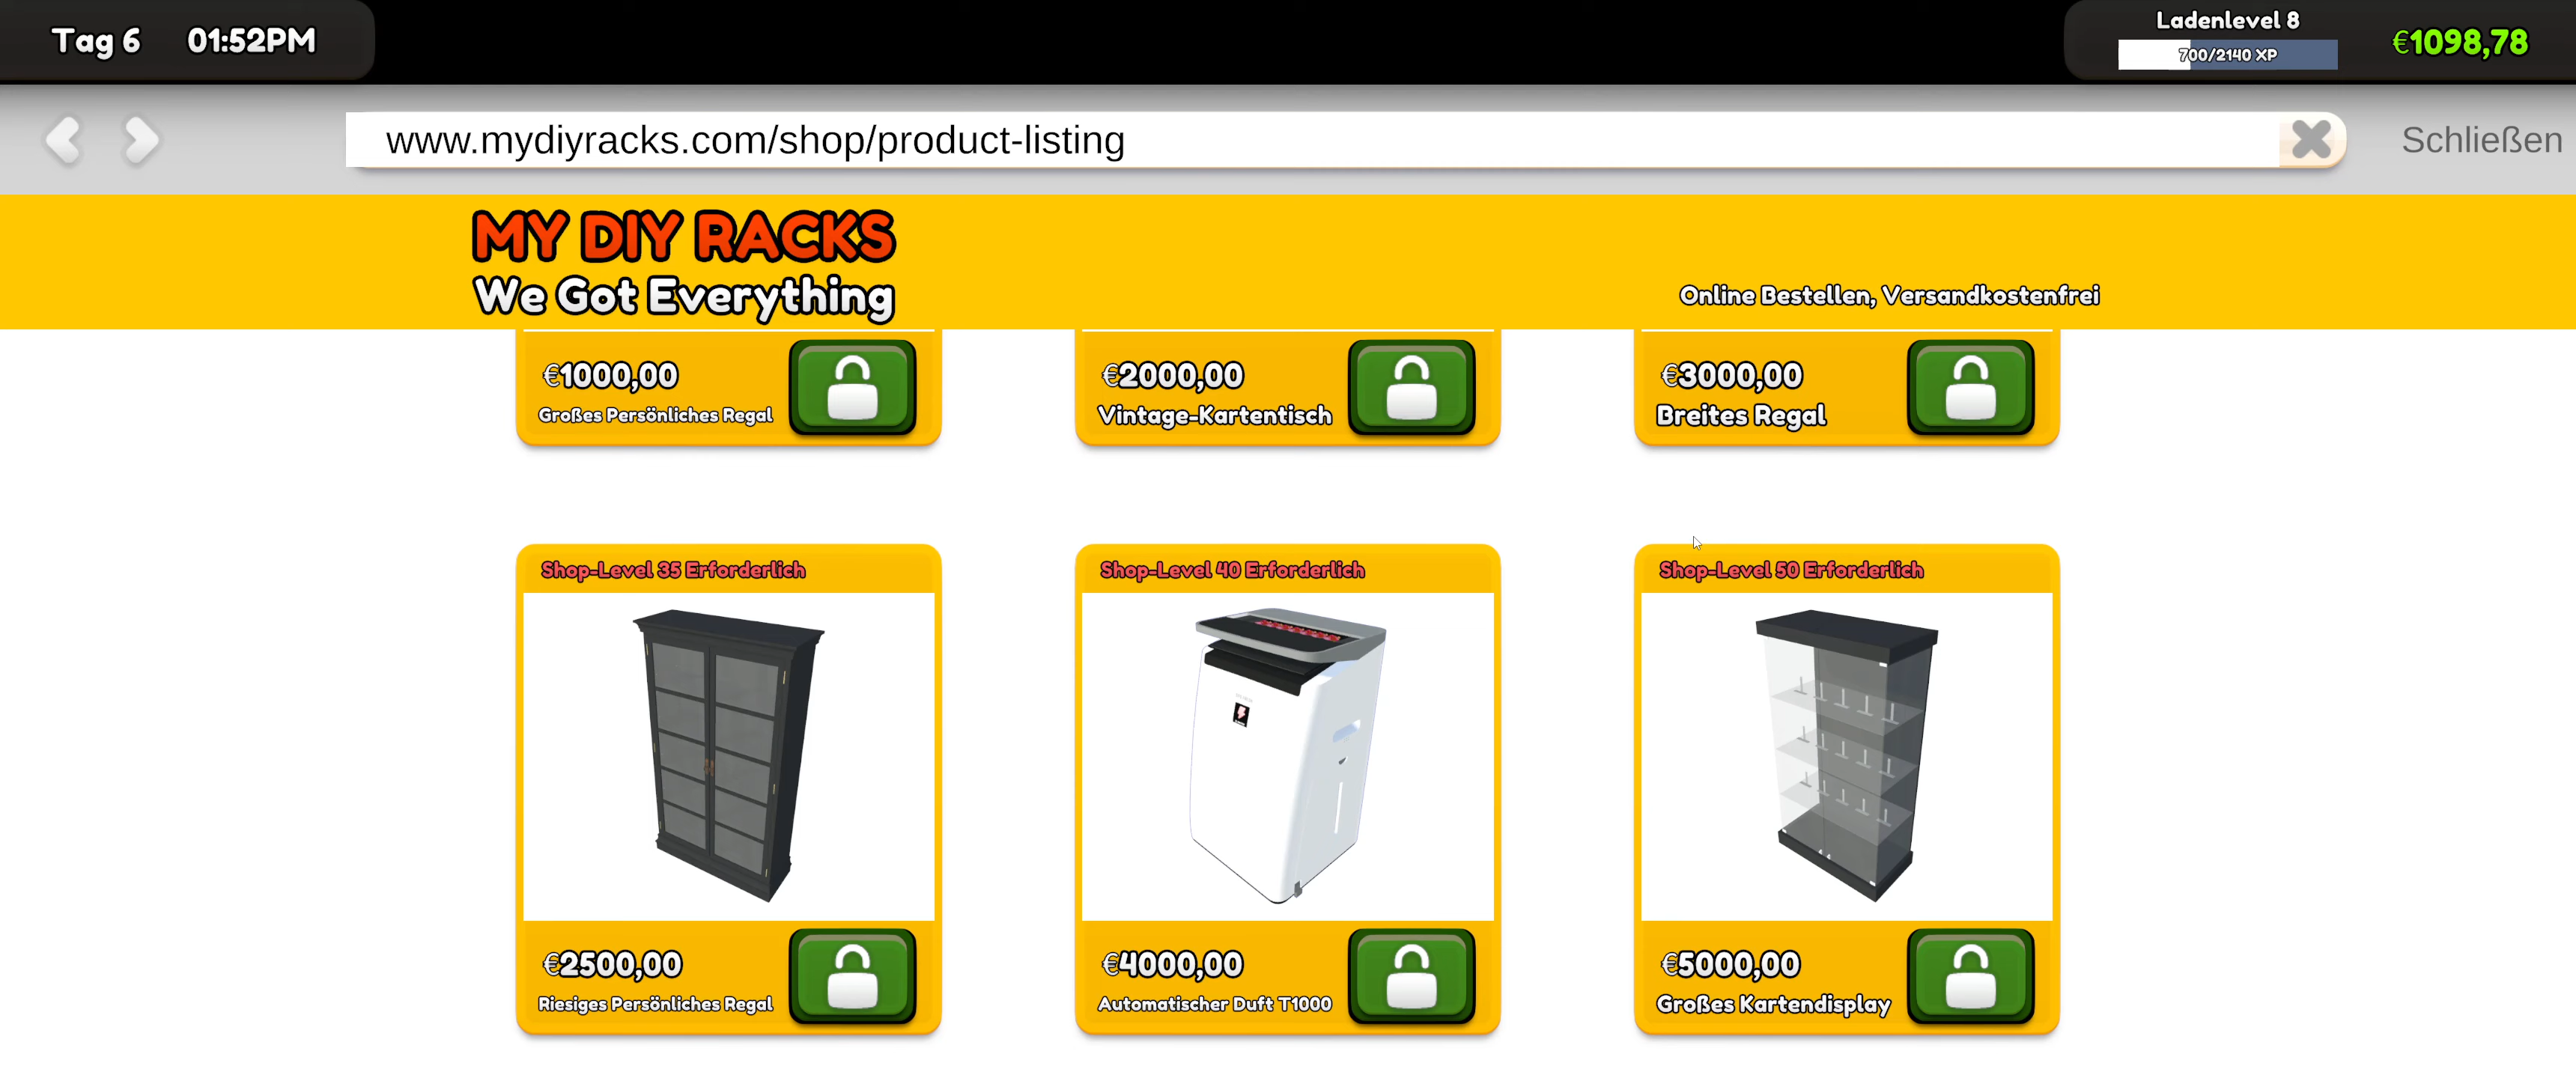 Tag 6 01:52PM
Ladenlevel 8
700/2140 XP
€1098,78
www.mydiyracks.com/shop/product-listing
Schließen
MY DIY RACKS
We Got Everything
Online Bestellen, Versandkostenfrei
€1000,00
Großes Persönliches Regal
€2000,00
Vintage-Kartentisch
€3000,00
Breites Regal
Shop-Level 35 Erforderlich
€2500,00
Riesiges Persönliches Regal
Shop-Level 40 Erforderlich
€4000,00
Automatischer Duft T1000
Shop-Level 50 Erforderlich
€5000,00
Großes Kartendisplay